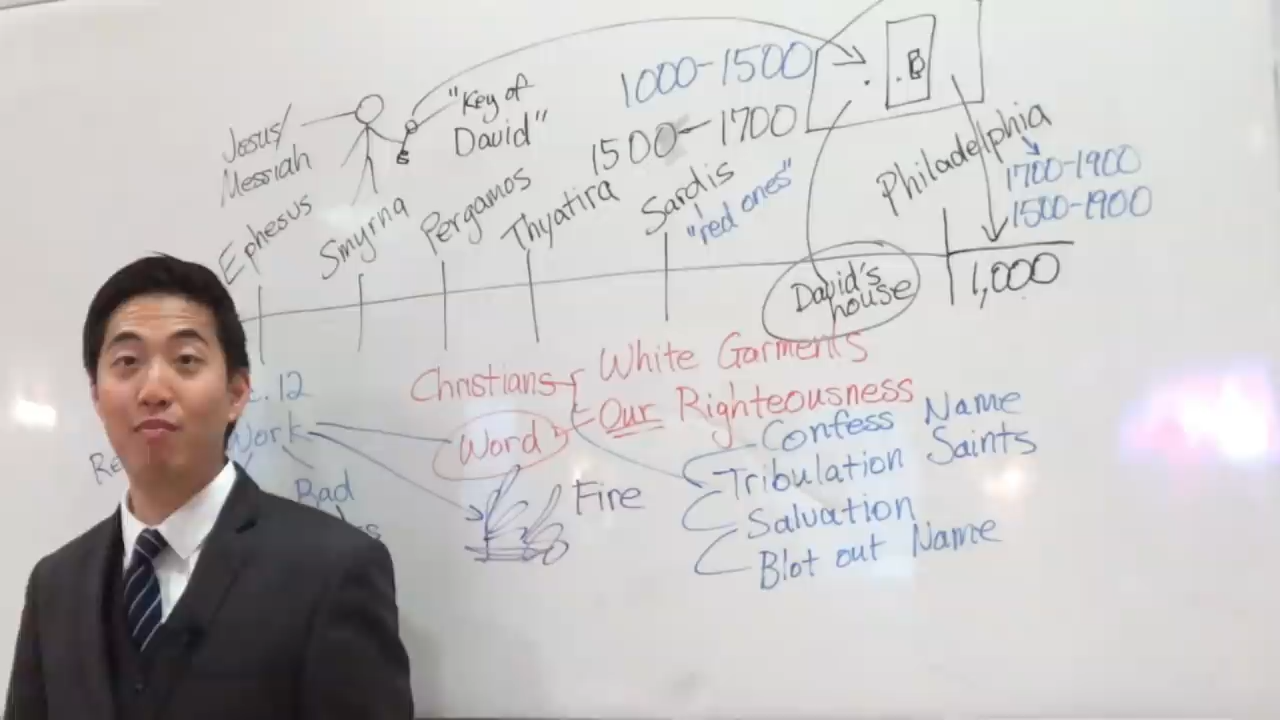 Jesus/
Messiah
"Key of
David"
1000-1500
1500-1700
B
Ephesus
Smyrna
Pergamos
Thyatira
Sardis
"red ones"
Philadelphia
1700-1900
1500-1900
David's
house
1,000
Christians
White Garments
Our Righteousness
Word
Confess Name
Tribulation Saints
Salvation
Blot out Name
Fire
.12
Work
Bad